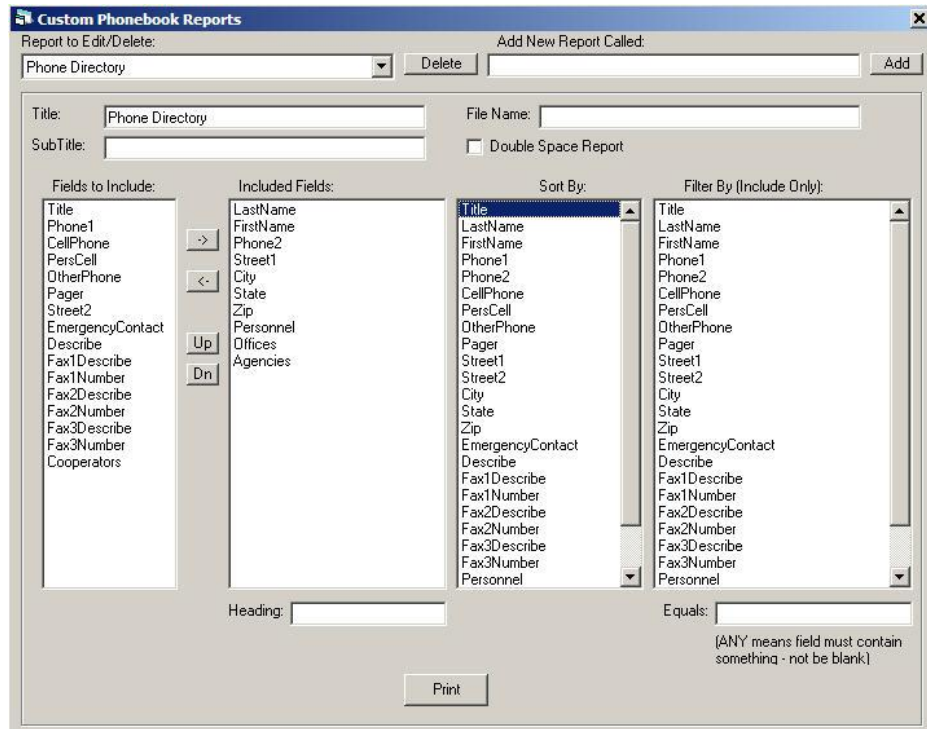 Custom Phonebook Reports
Report to Edit/Delete:
Add New Report Called:
Phone Directory
Delete
Add
Title:
Phone Directory
File Name:
SubTitle:
Double Space Report
Fields to Include:
Title
Phone1
CellPhone
PersCell
OtherPhone
Pager
Street2
EmergencyContact
Describe
Fax1Describe
Fax1Number
Fax2Describe
Fax2Number
Fax3Describe
Fax3Number
Cooperators
->
<-
Up
Dn
Included Fields:
LastName
FirstName
Phone2
Street1
City
State
Zip
Personnel
Offices
Agencies
Heading:
Sort By:
Title
LastName
FirstName
Phone1
Phone2
CellPhone
PersCell
OtherPhone
Pager
Street1
Street2
City
State
Zip
EmergencyContact
Describe
Fax1Describe
Fax1Number
Fax2Describe
Fax2Number
Fax3Describe
Fax3Number
Personnel
Filter By (Include Only):
Title
LastName
FirstName
Phone1
Phone2
CellPhone
PersCell
OtherPhone
Pager
Street1
Street2
City
State
Zip
EmergencyContact
Describe
Fax1Describe
Fax1Number
Fax2Describe
Fax2Number
Fax3Describe
Fax3Number
Personnel
Equals:
(ANY means field must contain
something - not be blank)
Print